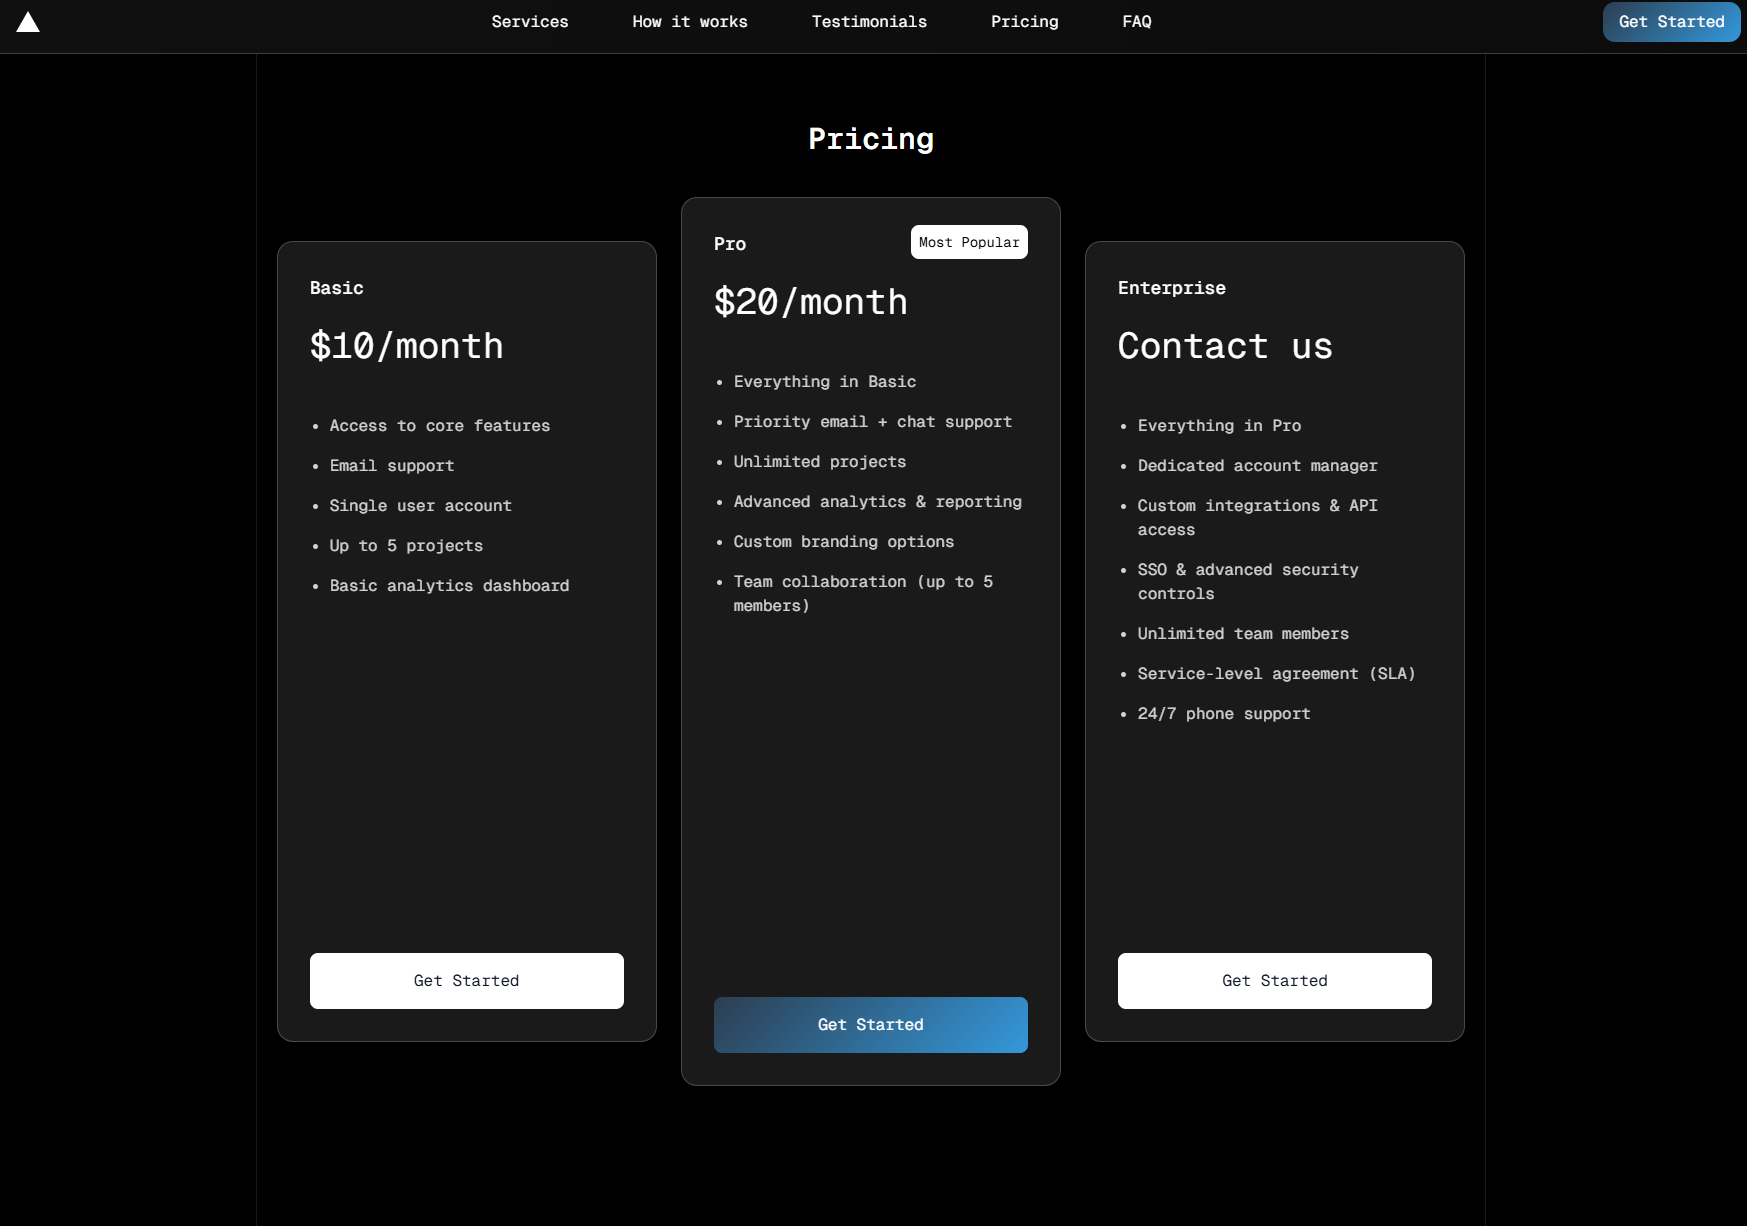 Services
How it works
Testimonials
Pricing
FAQ
Get Started
Pricing
Basic
$10/month
• Access to core features
• Email support
• Single user account
• Up to 5 projects
• Basic analytics dashboard
Get Started
Pro
Most Popular
$20/month
• Everything in Basic
• Priority email + chat support
• Unlimited projects
• Advanced analytics & reporting
• Custom branding options
• Team collaboration (up to 5
members)
Get Started
Enterprise
Contact us
• Everything in Pro
• Dedicated account manager
• Custom integrations & API
access
• SSO & advanced security
controls
• Unlimited team members
• Service-level agreement (SLA)
• 24/7 phone support
Get Started